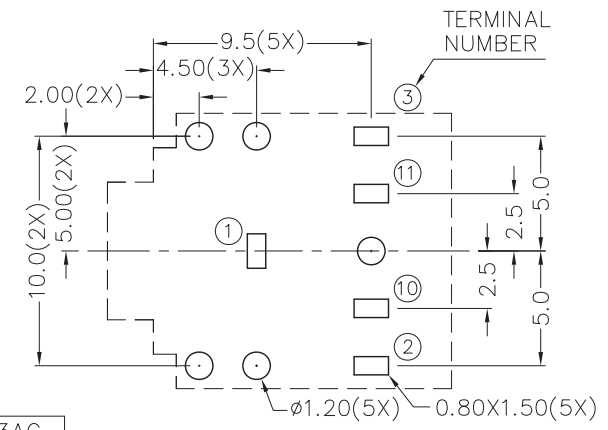 TERMINAL
NUMBER
9.5(5X)
4.50(3X)
2.00(2X)
3
11
1
10
2
10.0(2X)
5.00(2X)
2.5
5.0
2.5
5.0
ø1.20(5X)
0.80X1.50(5X)